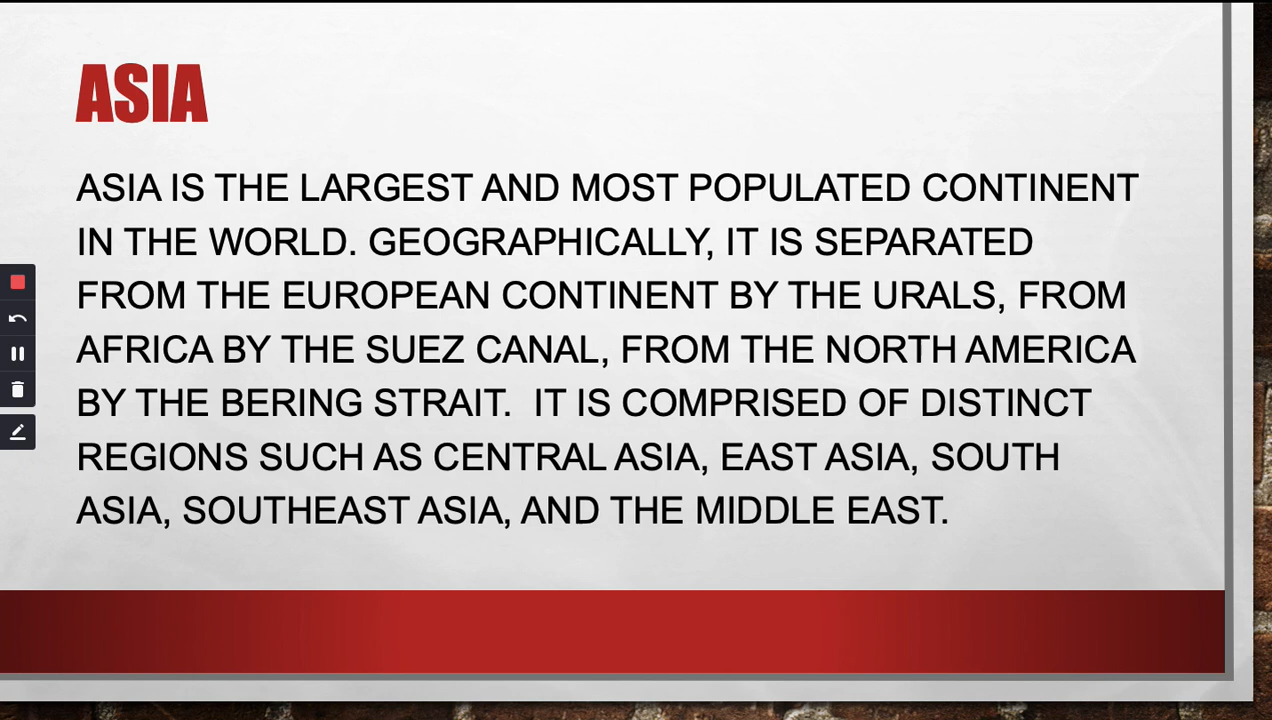 ASIA
ASIA IS THE LARGEST AND MOST POPULATED CONTINENT
IN THE WORLD. GEOGRAPHICALLY, IT IS SEPARATED
FROM THE EUROPEAN CONTINENT BY THE URALS, FROM
AFRICA BY THE SUEZ CANAL, FROM THE NORTH AMERICA
BY THE BERING STRAIT.  IT IS COMPRISED OF DISTINCT
REGIONS SUCH AS CENTRAL ASIA, EAST ASIA, SOUTH
ASIA, SOUTHEAST ASIA, AND THE MIDDLE EAST.